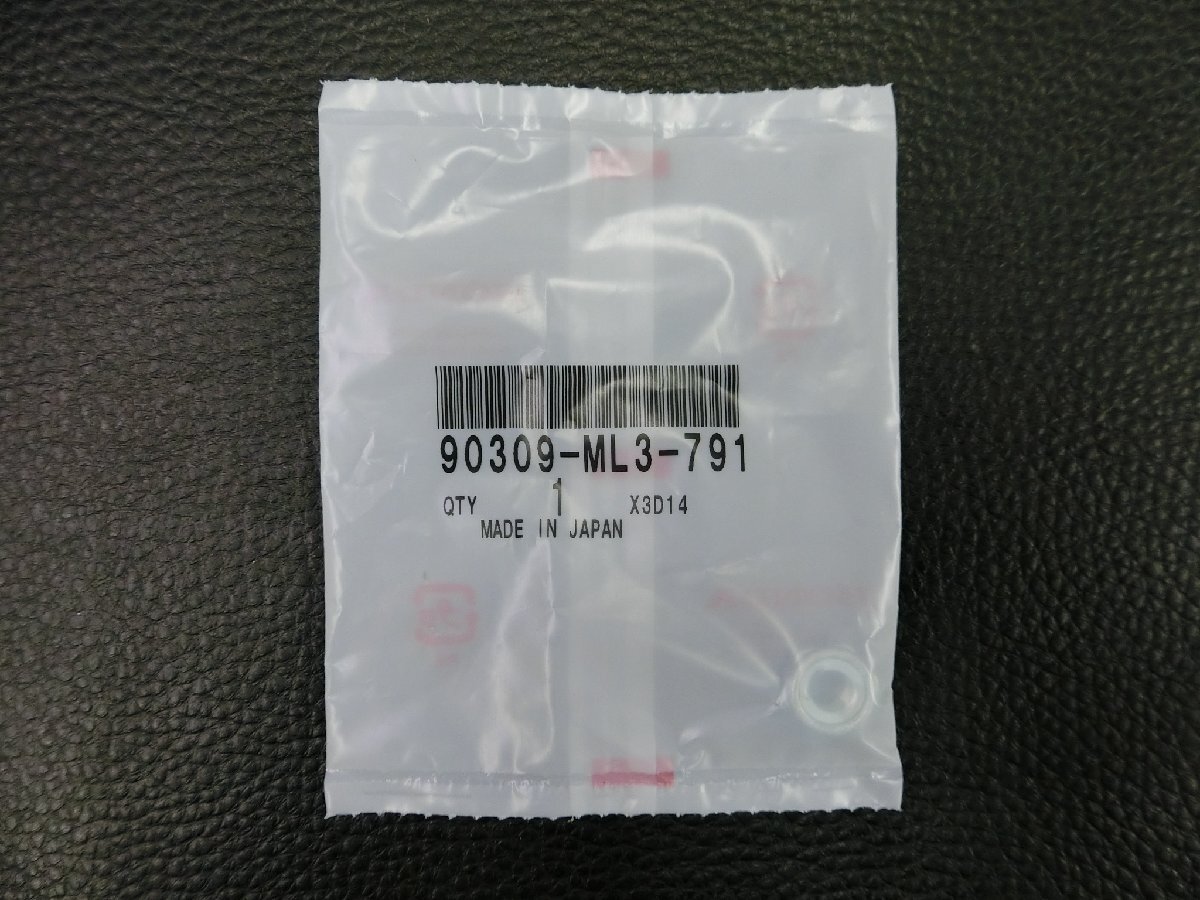 90309-ML3-791
QTY 1 X3D14
MADE IN JAPAN